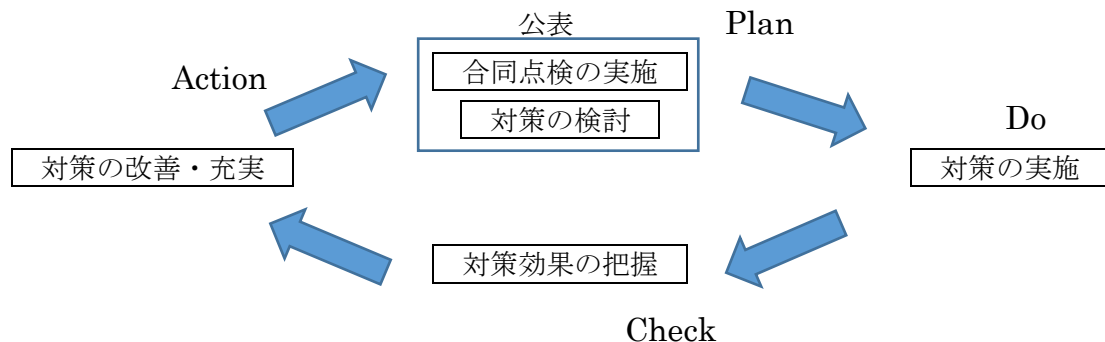 公表
Plan
合同点検の実施
対策の検討
Action
Do
対策の改善・充実
対策の実施
対策効果の把握
Check